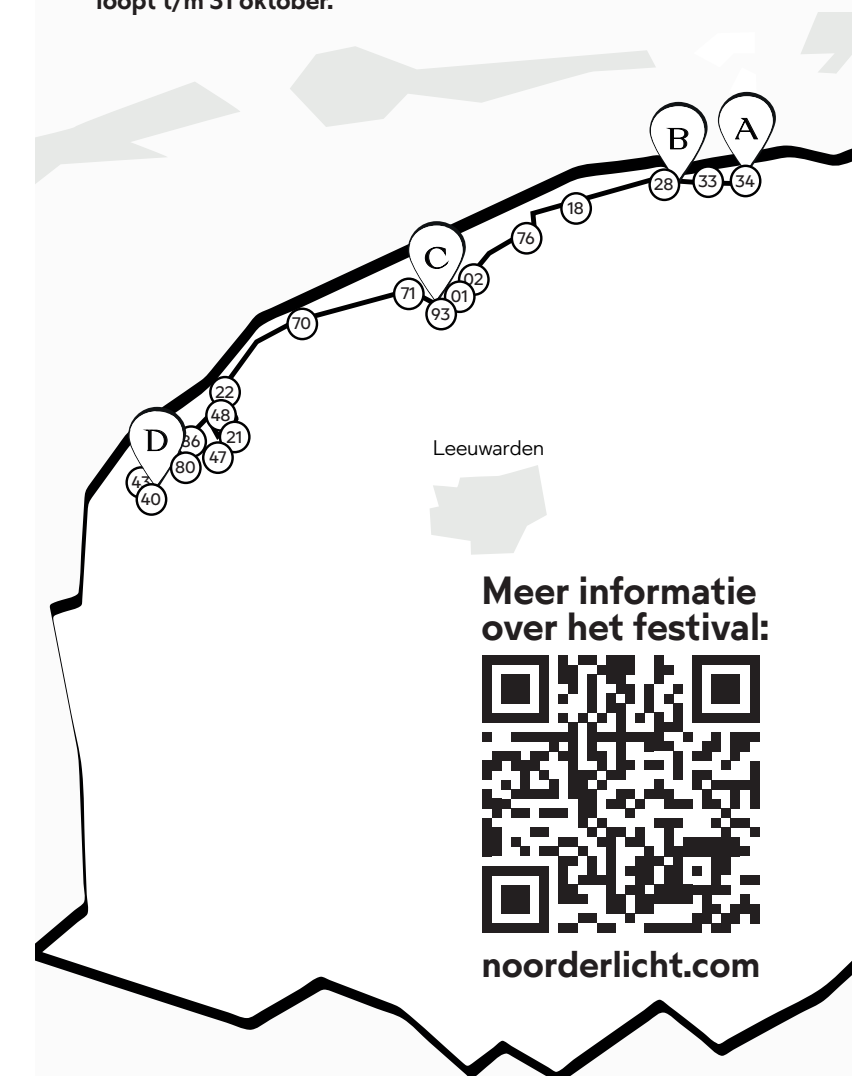 loopt t/m 31 oktober.
A
B
28
33
34
18
76
C
02
71
01
93
70
22
48
D
86
21
47
80
43
40
Leeuwarden
Meer informatie
over het festival:
noorderlicht.com